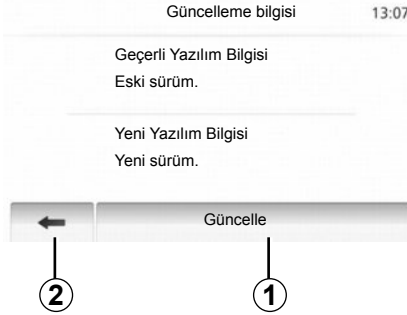 Güncelleme bilgisi 13:07
Geçerli Yazılım Bilgisi
Eski sürüm.
Yeni Yazılım Bilgisi
Yeni sürüm.
Güncelle
2 1